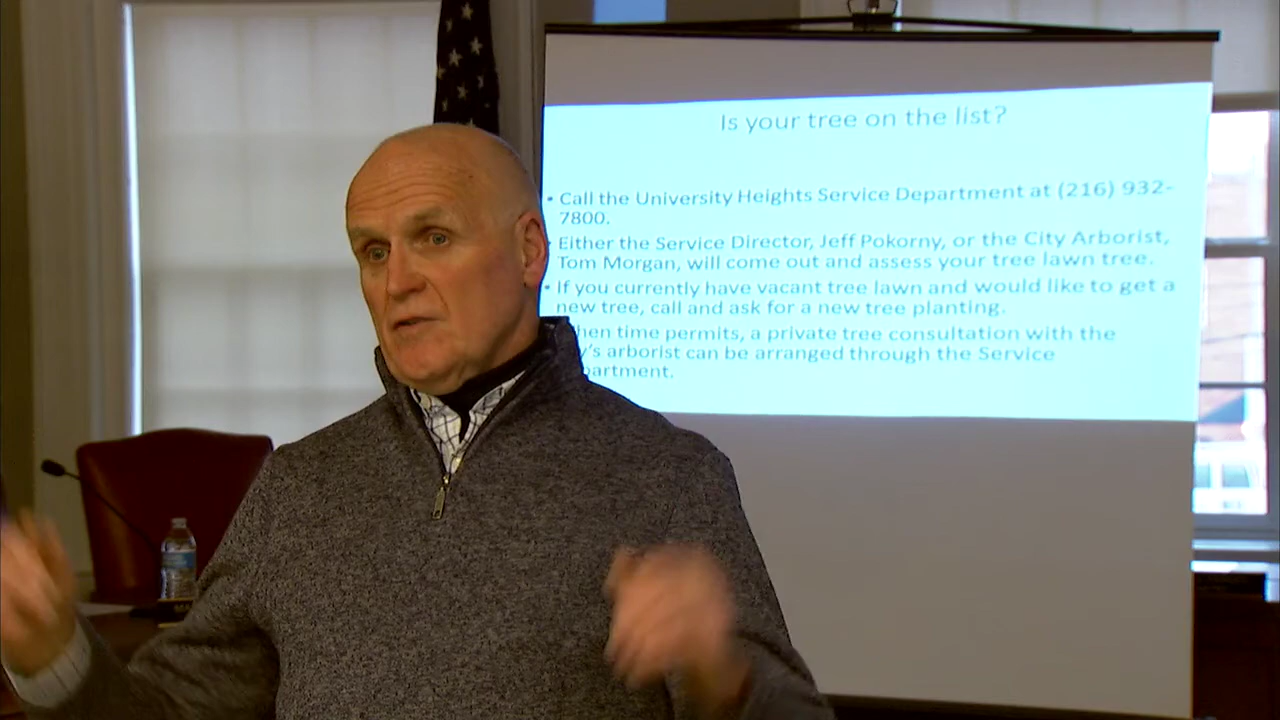 Is your tree on the list?
• Call the University Heights Service Department at (216) 932-
7800.
Either the Service Director, Jeff Pokorny, or the City Arborist,
Tom Morgan, will come out and assess your tree lawn tree.
• If you currently have vacant tree lawn and would like to get a
new tree, call and ask for a new tree planting.
hen time permits, a private tree consultation with the
y's arborist can be arranged through the Service
partment.